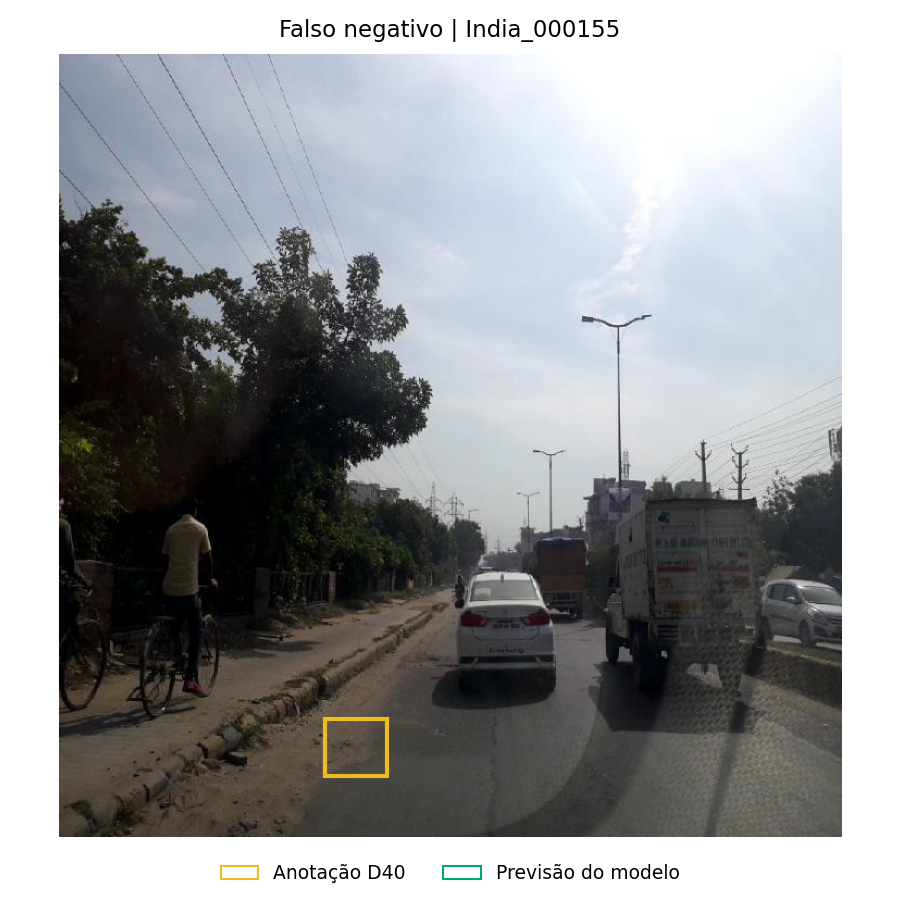 Falso negativo | India_000155
Anotação D40
Previsão do modelo